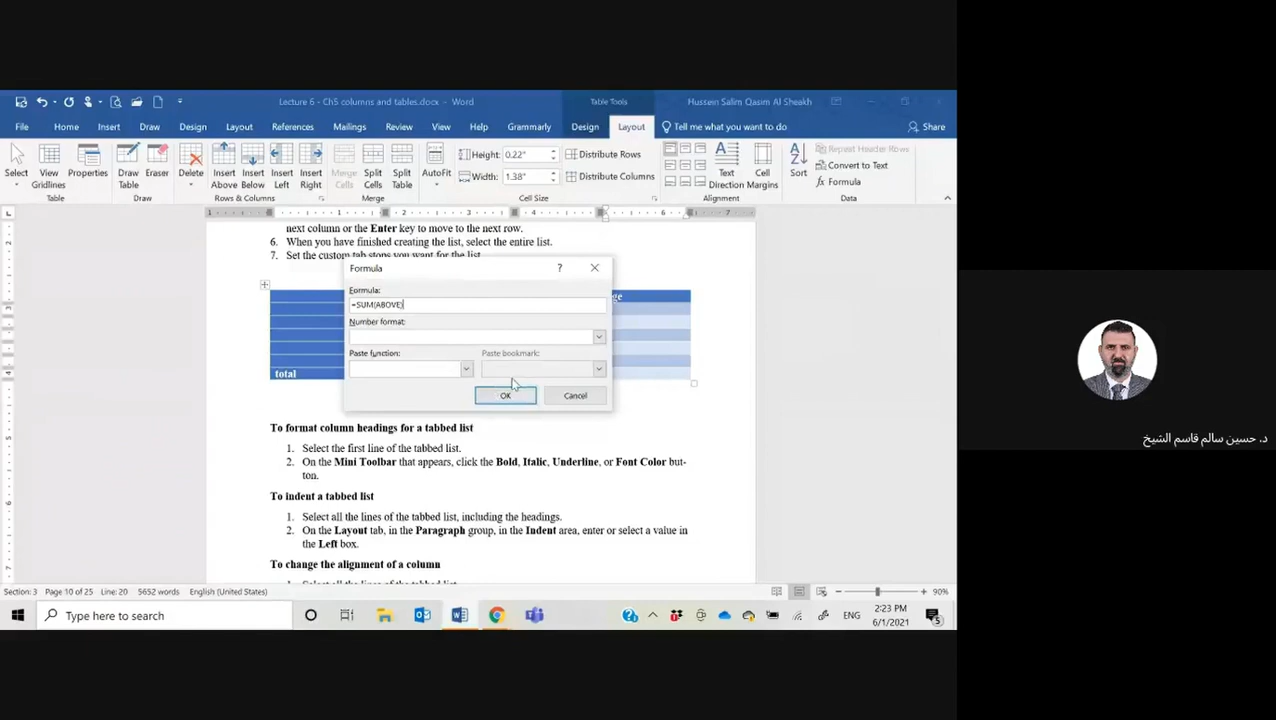 Lecture 6 - Ch5 columns and tables.docx - Word
Table Tools
Hussein Salim Qasim Al Sheakh
File Home Insert Draw Design Layout References Mailings Review View Help Grammarly Design Layout Tell me what you want to do Share
Select
View Gridlines
Properties
Table
Draw Table
Eraser
Draw
Delete
Insert Above
Insert Below
Insert Left
Insert Right
Rows & Columns
Merge Cells
Split Cells
Split Table
Merge
AutoFit
Height: 0.22"
Width: 1.38"
Distribute Rows
Distribute Columns
Cell Size
Text Direction
Cell Margins
Alignment
Sort
Repeat Header Rows
Convert to Text
Formula
Data
next column or the Enter key to move to the next row.
6. When you have finished creating the list, select the entire list.
7. Set the custom tab stops you want for the list.
Formula
? ×
Formula:
=SUM(ABOVE)
Number format:
Paste function:
Paste bookmark:
OK
Cancel
total
To format column headings for a tabbed list
1. Select the first line of the tabbed list.
2. On the Mini Toolbar that appears, click the Bold, Italic, Underline, or Font Color but-
ton.
To indent a tabbed list
1. Select all the lines of the tabbed list, including the headings.
2. On the Layout tab, in the Paragraph group, in the Indent area, enter or select a value in
the Left box.
To change the alignment of a column
1. Select all the lines of the tabbed list
Section: 3 Page 10 of 25 Line: 20 5652 words English (United States)
90%
Type here to search
ENG
2:23 PM
6/1/2021
5
د. حسين سالم قاسم الشيخ